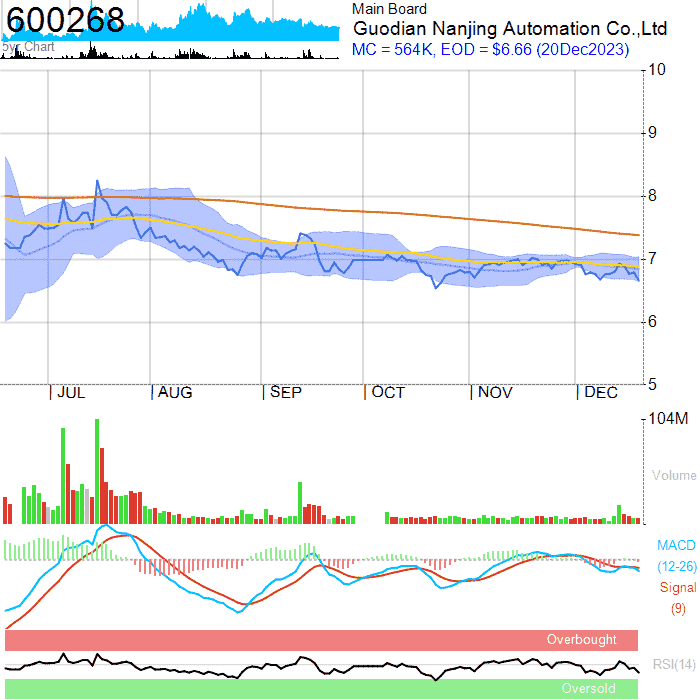 600268
5yr Chart
Main Board
Guodian Nanjing Automation Co.,Ltd
MC = 564K, EOD = $6.66 (20Dec2023)
10
9
8
7
6
5
JUL AUG SEP OCT NOV DEC
104M
Volume
MACD
(12-26)
Signal
(9)
Overbought
RSI(14)
Oversold